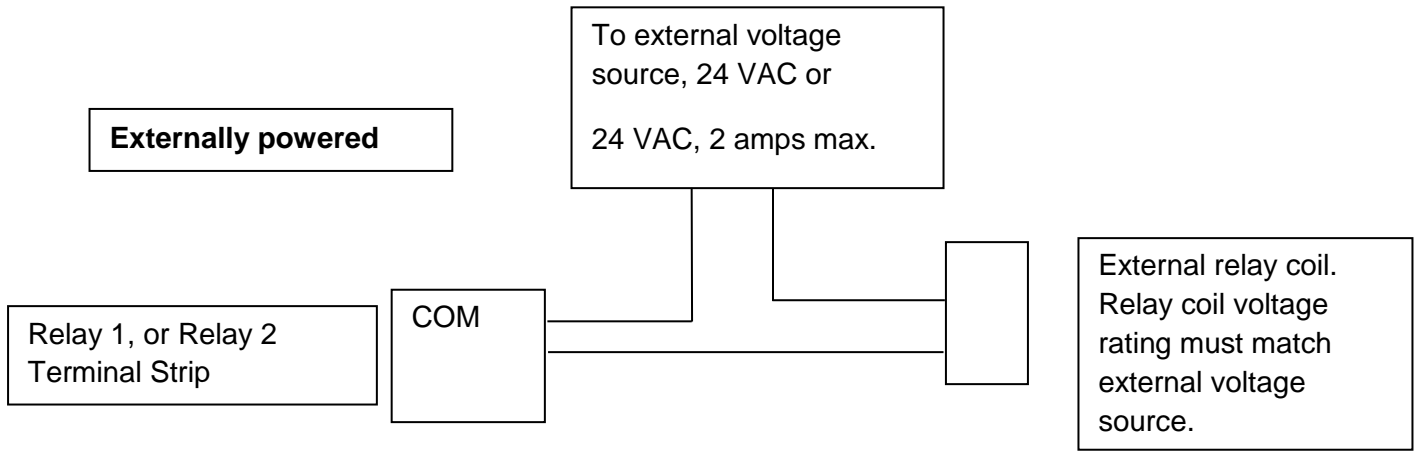 To external voltage
source, 24 VAC or
24 VAC, 2 amps max.
Externally powered
Relay 1, or Relay 2
Terminal Strip
COM
External relay coil.
Relay coil voltage
rating must match
external voltage
source.